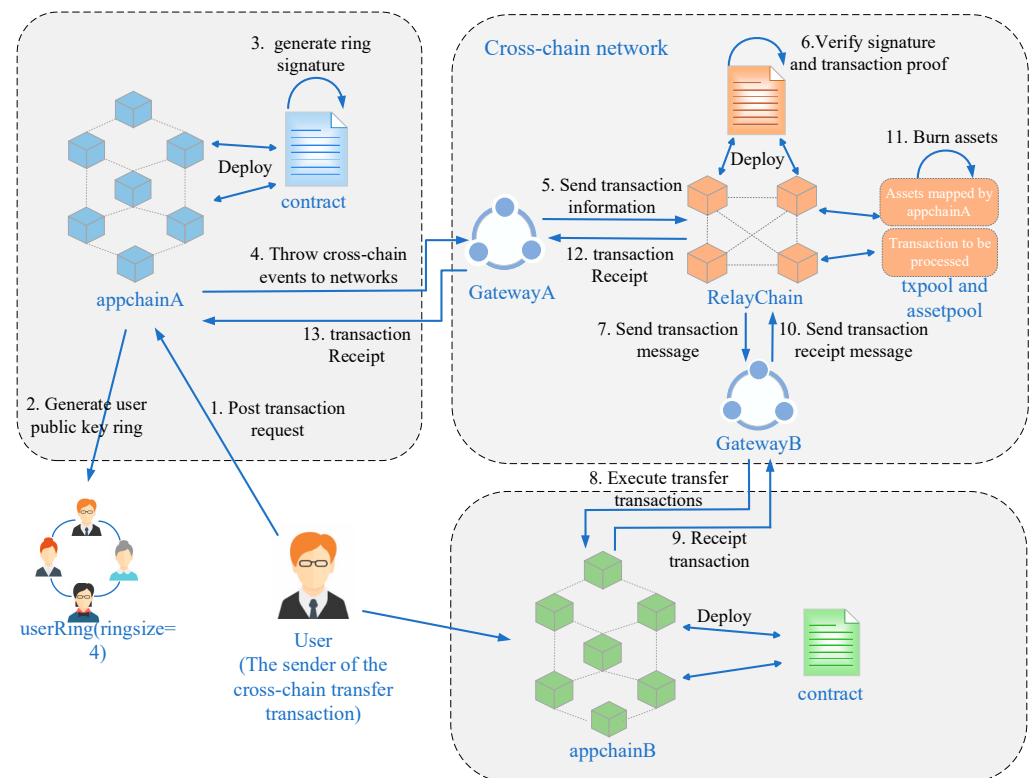 3. generate ring
signature
Deploy
contract
appchainA
4. Throw cross-chain
events to networks
13. transaction
Receipt
2. Generate user
public key ring
1. Post transaction
request
userRing(ringsize=
4)
User
(The sender of the
cross-chain transfer
transaction)
Cross-chain network
6.Verify signature
and transaction proof
Deploy
11. Burn assets
Assets mapped by
appchainA
Transaction to be
processed
txpool and
assetpool
5. Send transaction
information
12. transaction
Receipt
GatewayA
RelayChain
7. Send transaction
message
10. Send transaction
receipt message
GatewayB
8. Execute transfer
transactions
9. Receipt
transaction
Deploy
contract
appchainB